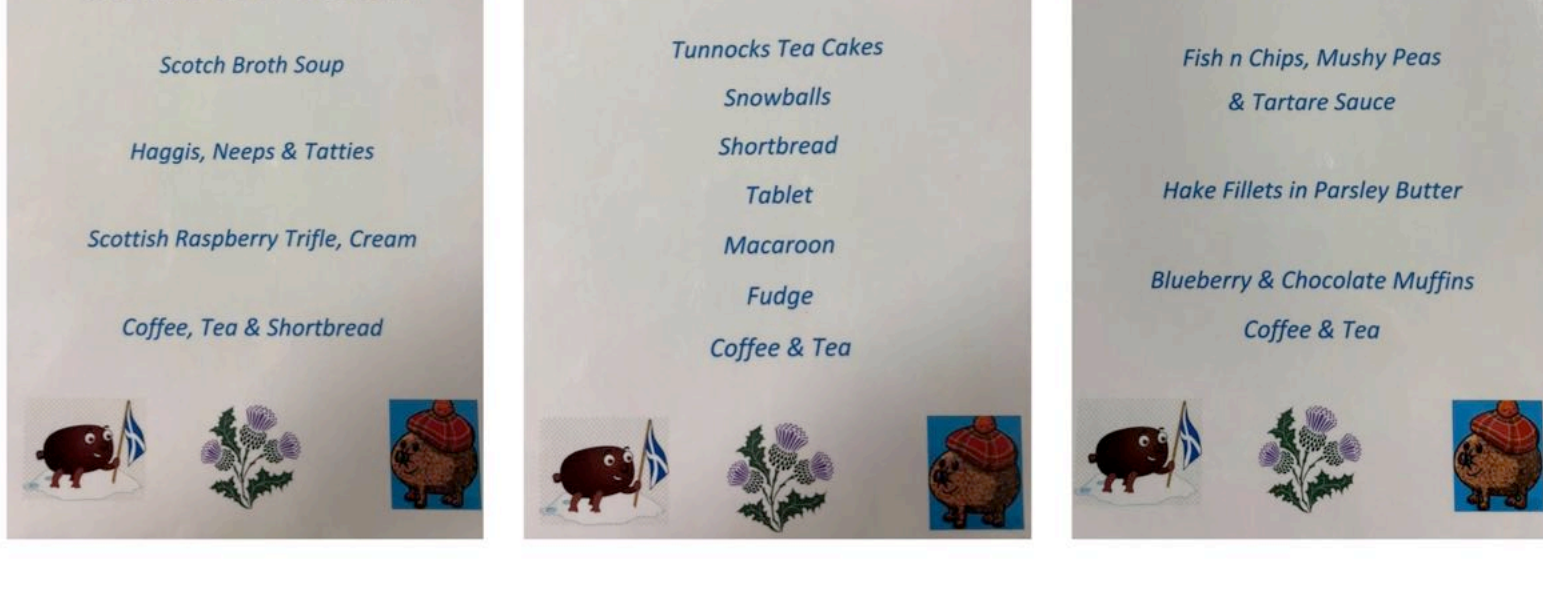 Scotch Broth Soup
Haggis, Neeps & Tatties
Scottish Raspberry Trifle, Cream
Coffee, Tea & Shortbread
Tunnocks Tea Cakes
Snowballs
Shortbread
Tablet
Macaroon
Fudge
Coffee & Tea
Fish n Chips, Mushy Peas
& Tartare Sauce
Hake Fillets in Parsley Butter
Blueberry & Chocolate Muffins
Coffee & Tea